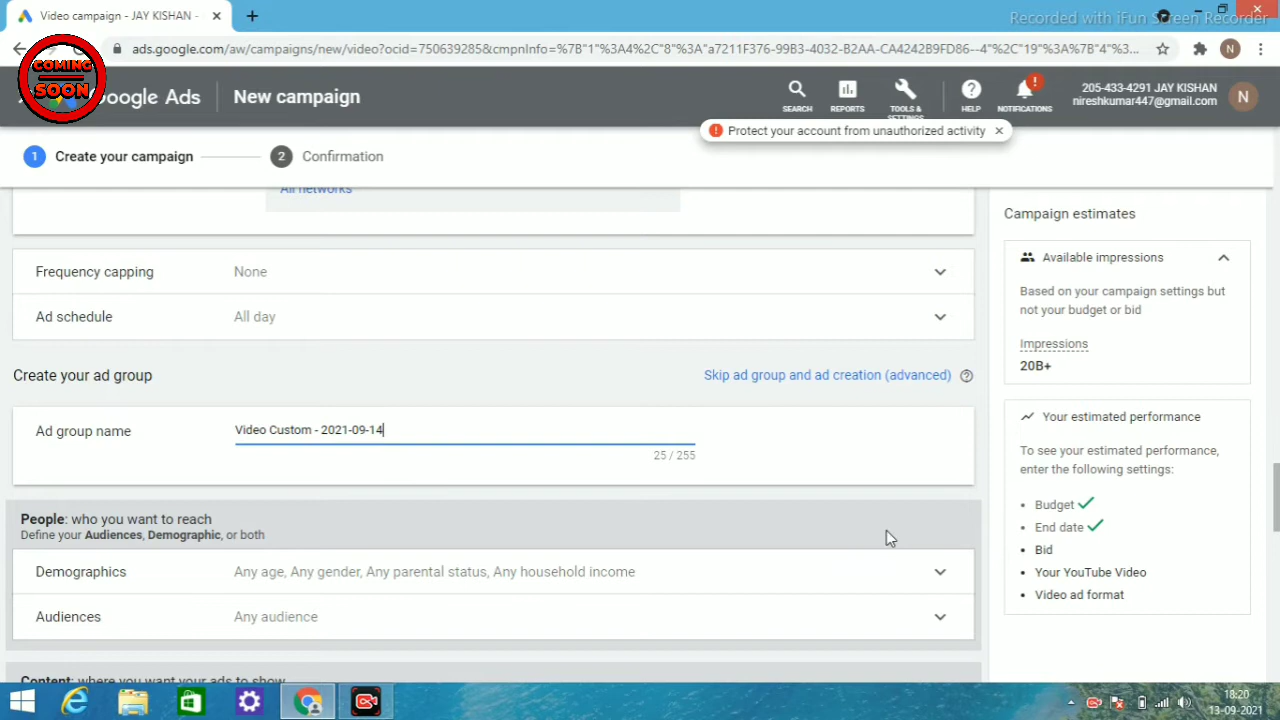 Video campaign - JAY KISHAN -
Recorded with iFun Screen Recorder
ads.google.com/aw/campaigns/new/video?ocid=750639285&cmpnInfo=%7B"1"%3A4%2C"8"%3A"a7211F376-99B3-4032-B2AA-CA4242B9FD86--4"%2C"19"%3A%7B"4"%3...
N
COMING
SOON
Google Ads
New campaign
SEARCH
REPORTS
TOOLS &
SETTINGS
HELP
NOTIFICATIONS
205-433-4291 JAY KISHAN
nireshkumar447@gmail.com
N
Protect your account from unauthorized activity
1 Create your campaign
2 Confirmation
All networks
Frequency capping None
Ad schedule All day
Create your ad group
Skip ad group and ad creation (advanced)
Ad group name Video Custom - 2021-09-14
25 / 255
People: who you want to reach
Define your Audiences, Demographic, or both
Demographics Any age, Any gender, Any parental status, Any household income
Audiences Any audience
Content: where you want your ads to show
Campaign estimates
Available impressions
Based on your campaign settings but
not your budget or bid
Impressions
20B+
Your estimated performance
To see your estimated performance,
enter the following settings:
• Budget
• End date
• Bid
• Your YouTube Video
• Video ad format
18:20
13-09-2021